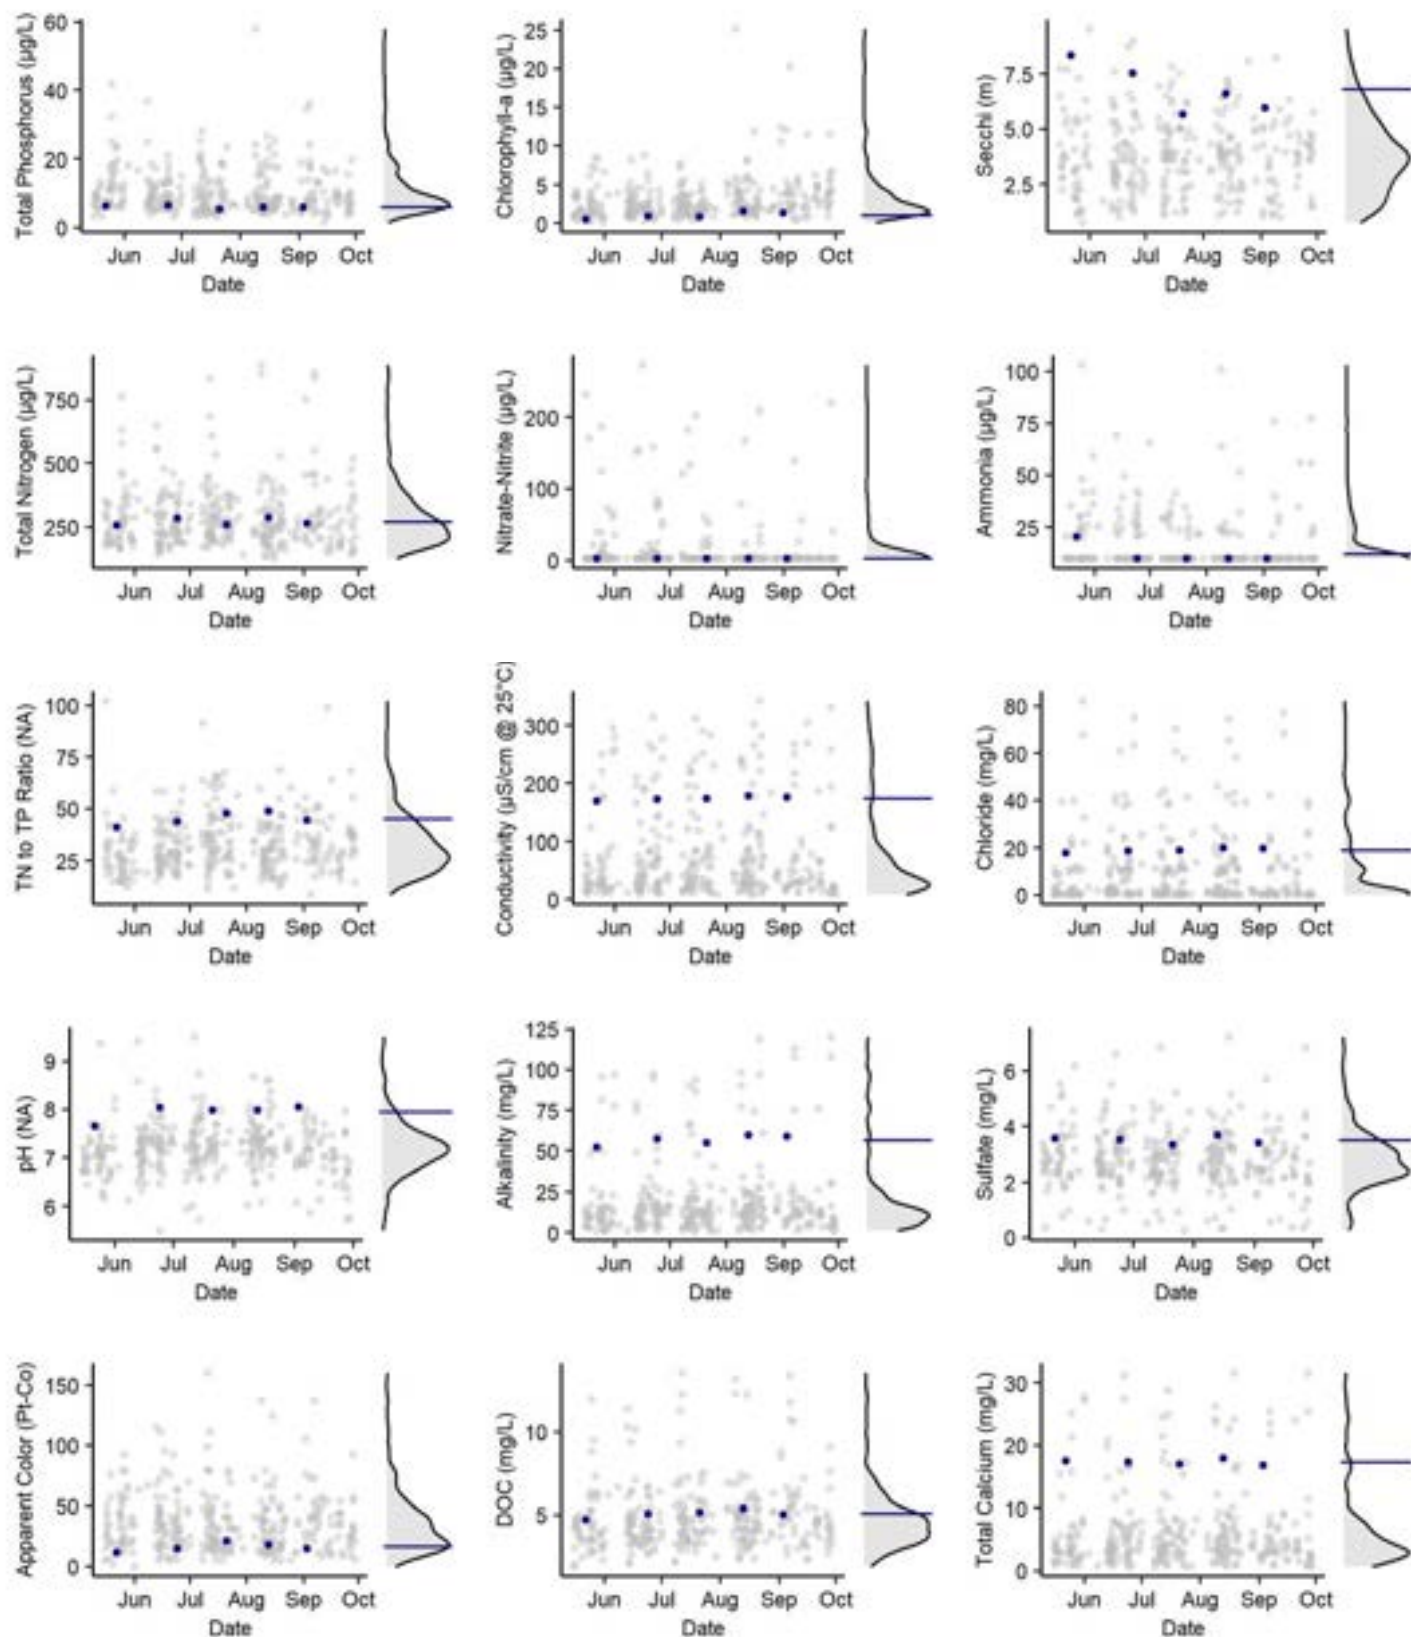 Total Phosphorus (µg/L)
60
40
20
0
Jun Jul Aug Sep Oct
Date
Chlorophyll-a (µg/L)
25
20
15
10
5
0
Jun Jul Aug Sep Oct
Date
Secchi (m)
7.5
5.0
2.5
Jun Jul Aug Sep Oct
Date
Total Nitrogen (µg/L)
750
500
250
Jun Jul Aug Sep Oct
Date
Nitrate-Nitrite (µg/L)
200
100
0
Jun Jul Aug Sep Oct
Date
Ammonia (µg/L)
100
75
50
25
Jun Jul Aug Sep Oct
Date
TN to TP Ratio (NA)
100
75
50
25
Jun Jul Aug Sep Oct
Date
Conductivity (µS/cm @ 25°C)
300
200
100
0
Jun Jul Aug Sep Oct
Date
Chloride (mg/L)
80
60
40
20
0
Jun Jul Aug Sep Oct
Date
pH (NA)
9
8
7
6
Jun Jul Aug Sep Oct
Date
Alkalinity (mg/L)
125
100
75
50
25
0
Jun Jul Aug Sep Oct
Date
Sulfate (mg/L)
6
4
2
0
Jun Jul Aug Sep Oct
Date
Apparent Color (Pt-Co)
150
100
50
0
Jun Jul Aug Sep Oct
Date
DOC (mg/L)
10
5
Jun Jul Aug Sep Oct
Date
Total Calcium (mg/L)
30
20
10
0
Jun Jul Aug Sep Oct
Date